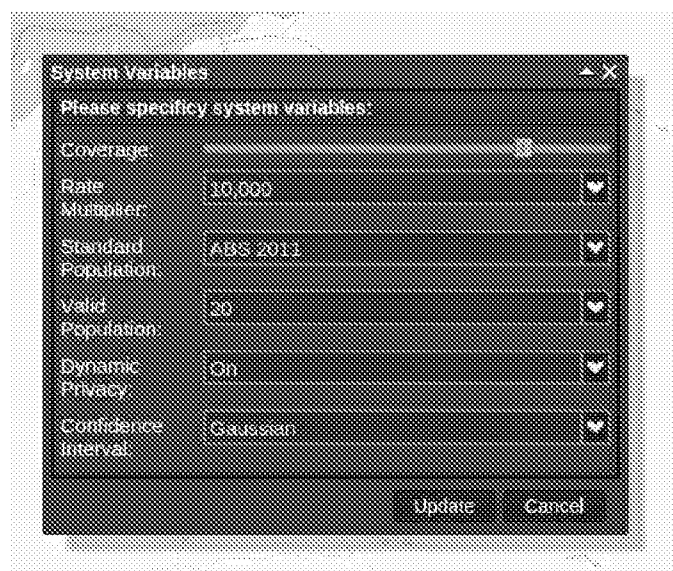 System Variables
Please specificy system variables:
Coverage:
Rate
Multiplier:
10,000
Standard
Population:
ABS 2011
Valid
Population:
20
Dynamic
Privacy:
On
Confidence
Interval:
Gaussian
Update Cancel